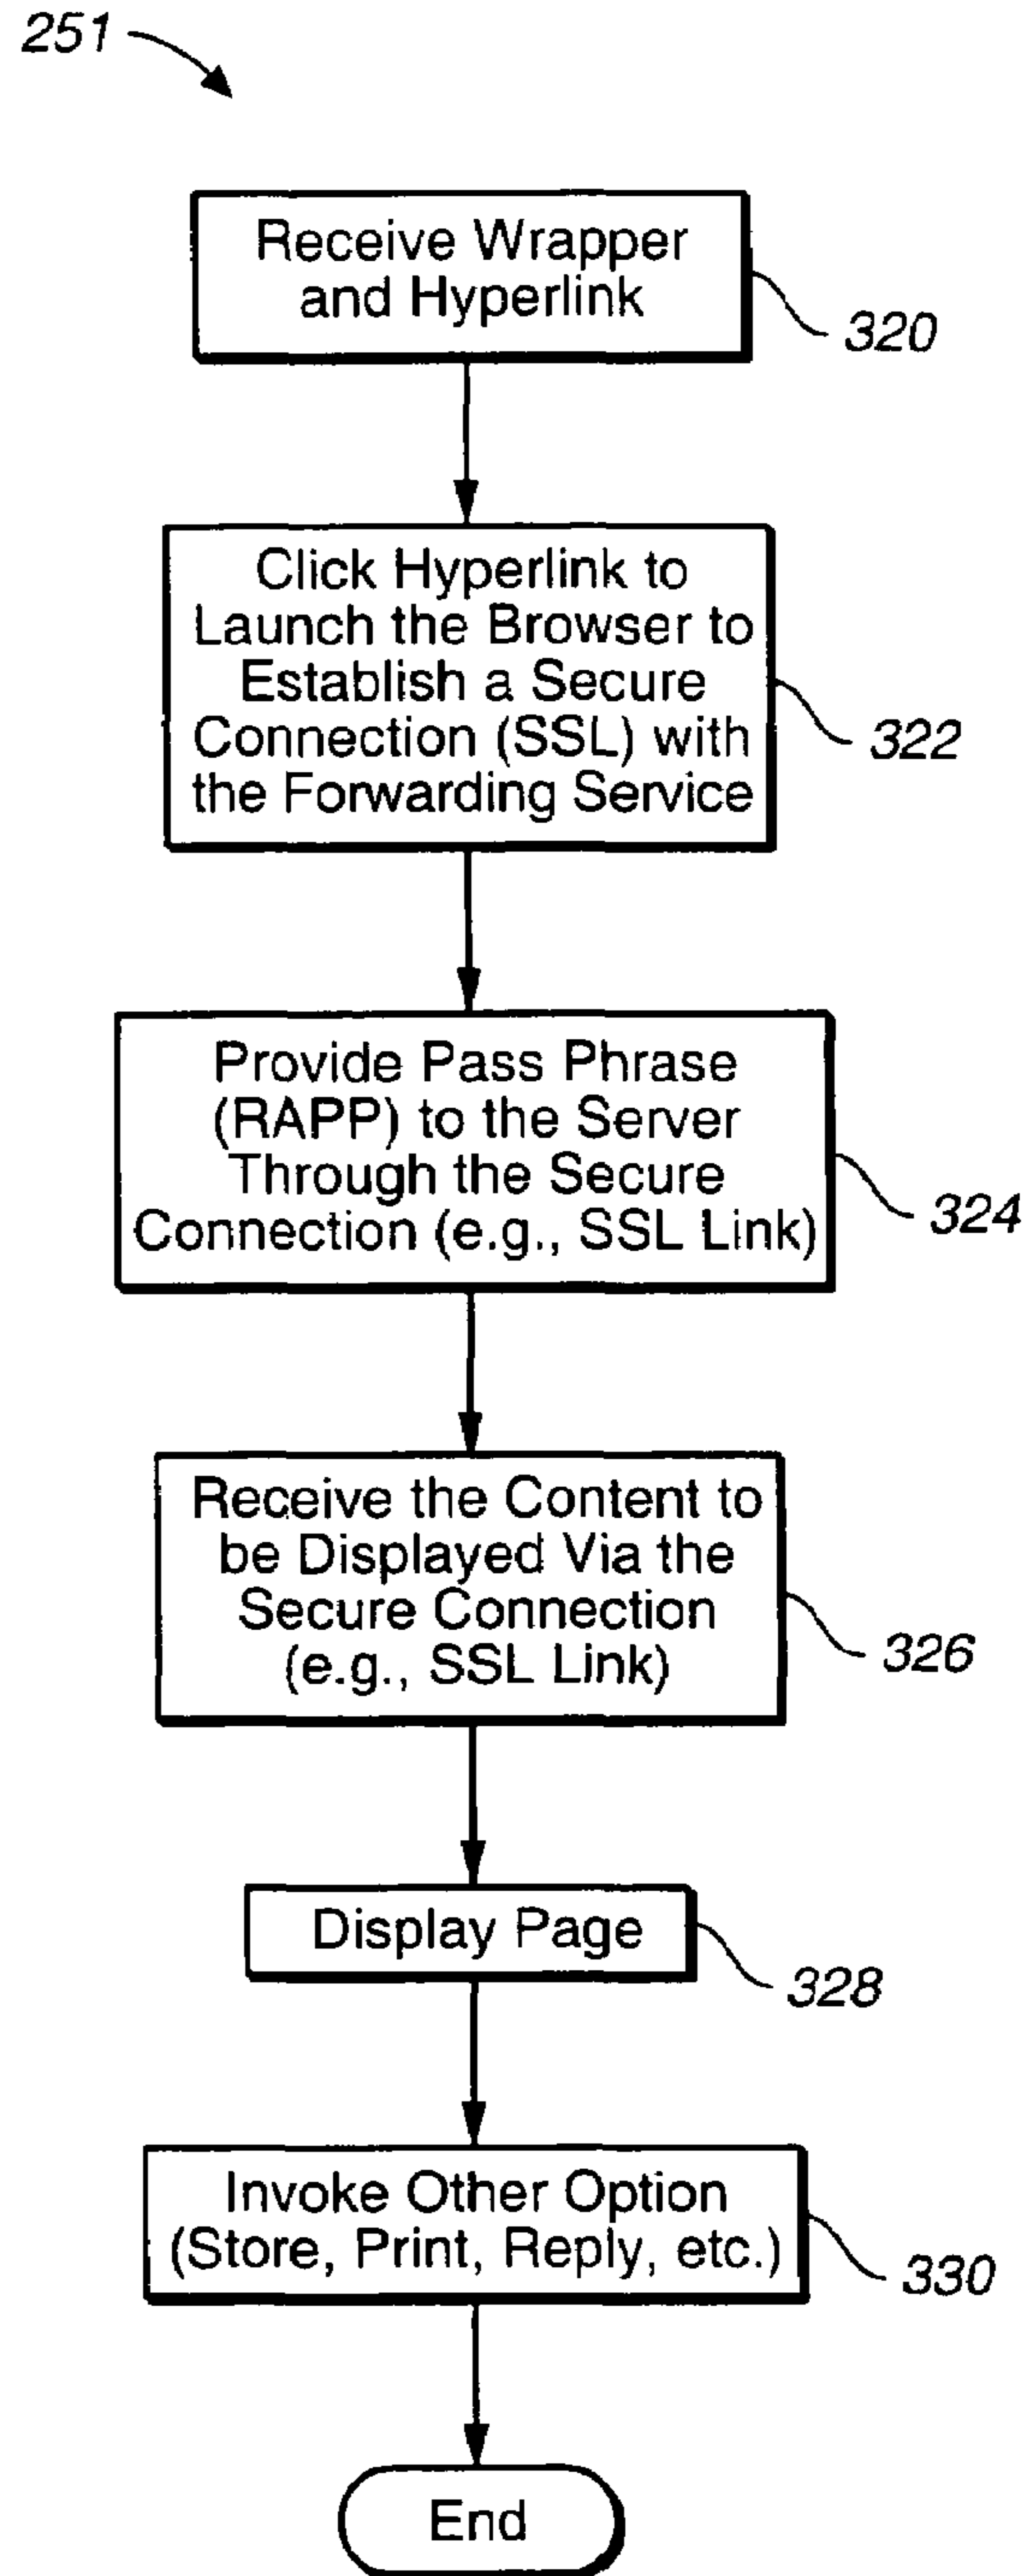 251
Receive Wrapper
and Hyperlink
320
Click Hyperlink to
Launch the Browser to
Establish a Secure
Connection (SSL) with
the Forwarding Service
322
Provide Pass Phrase
(RAPP) to the Server
Through the Secure
Connection (e.g., SSL Link)
324
Receive the Content to
be Displayed Via the
Secure Connection
(e.g., SSL Link)
326
Display Page
328
Invoke Other Option
(Store, Print, Reply, etc.)
330
End